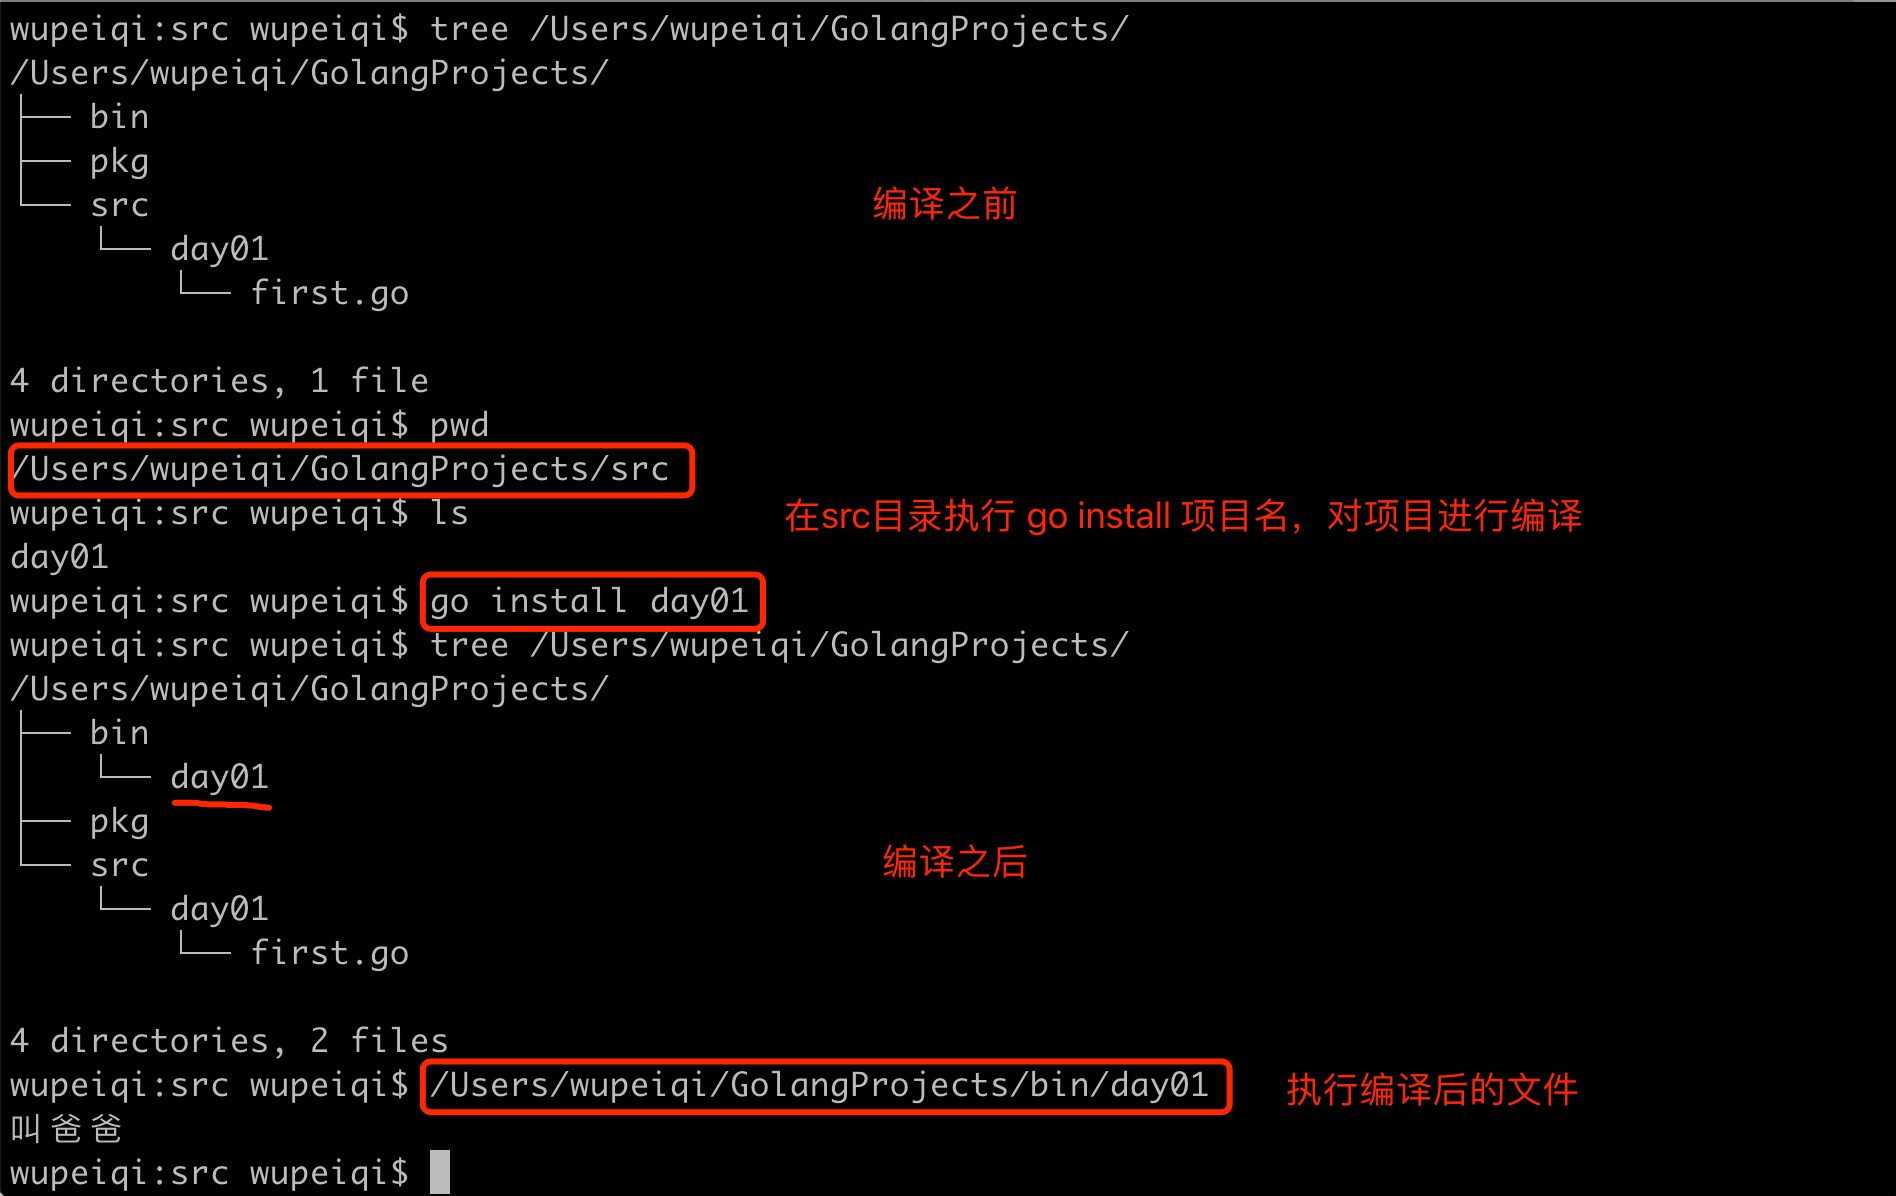 wupeiqi:src wupeiqi$ tree /Users/wupeiqi/GolangProjects/
/Users/wupeiqi/GolangProjects/
├── bin
├── pkg
└── src
    └── day01
        └── first.go
编译之前
4 directories, 1 file
wupeiqi:src wupeiqi$ pwd
/Users/wupeiqi/GolangProjects/src
wupeiqi:src wupeiqi$ ls
在src目录执行 go install 项目名，对项目进行编译
day01
wupeiqi:src wupeiqi$ go install day01
wupeiqi:src wupeiqi$ tree /Users/wupeiqi/GolangProjects/
/Users/wupeiqi/GolangProjects/
├── bin
│   └── day01
├── pkg
└── src
    └── day01
        └── first.go
编译之后
4 directories, 2 files
wupeiqi:src wupeiqi$ /Users/wupeiqi/GolangProjects/bin/day01
执行编译后的文件
叫爸爸
wupeiqi:src wupeiqi$